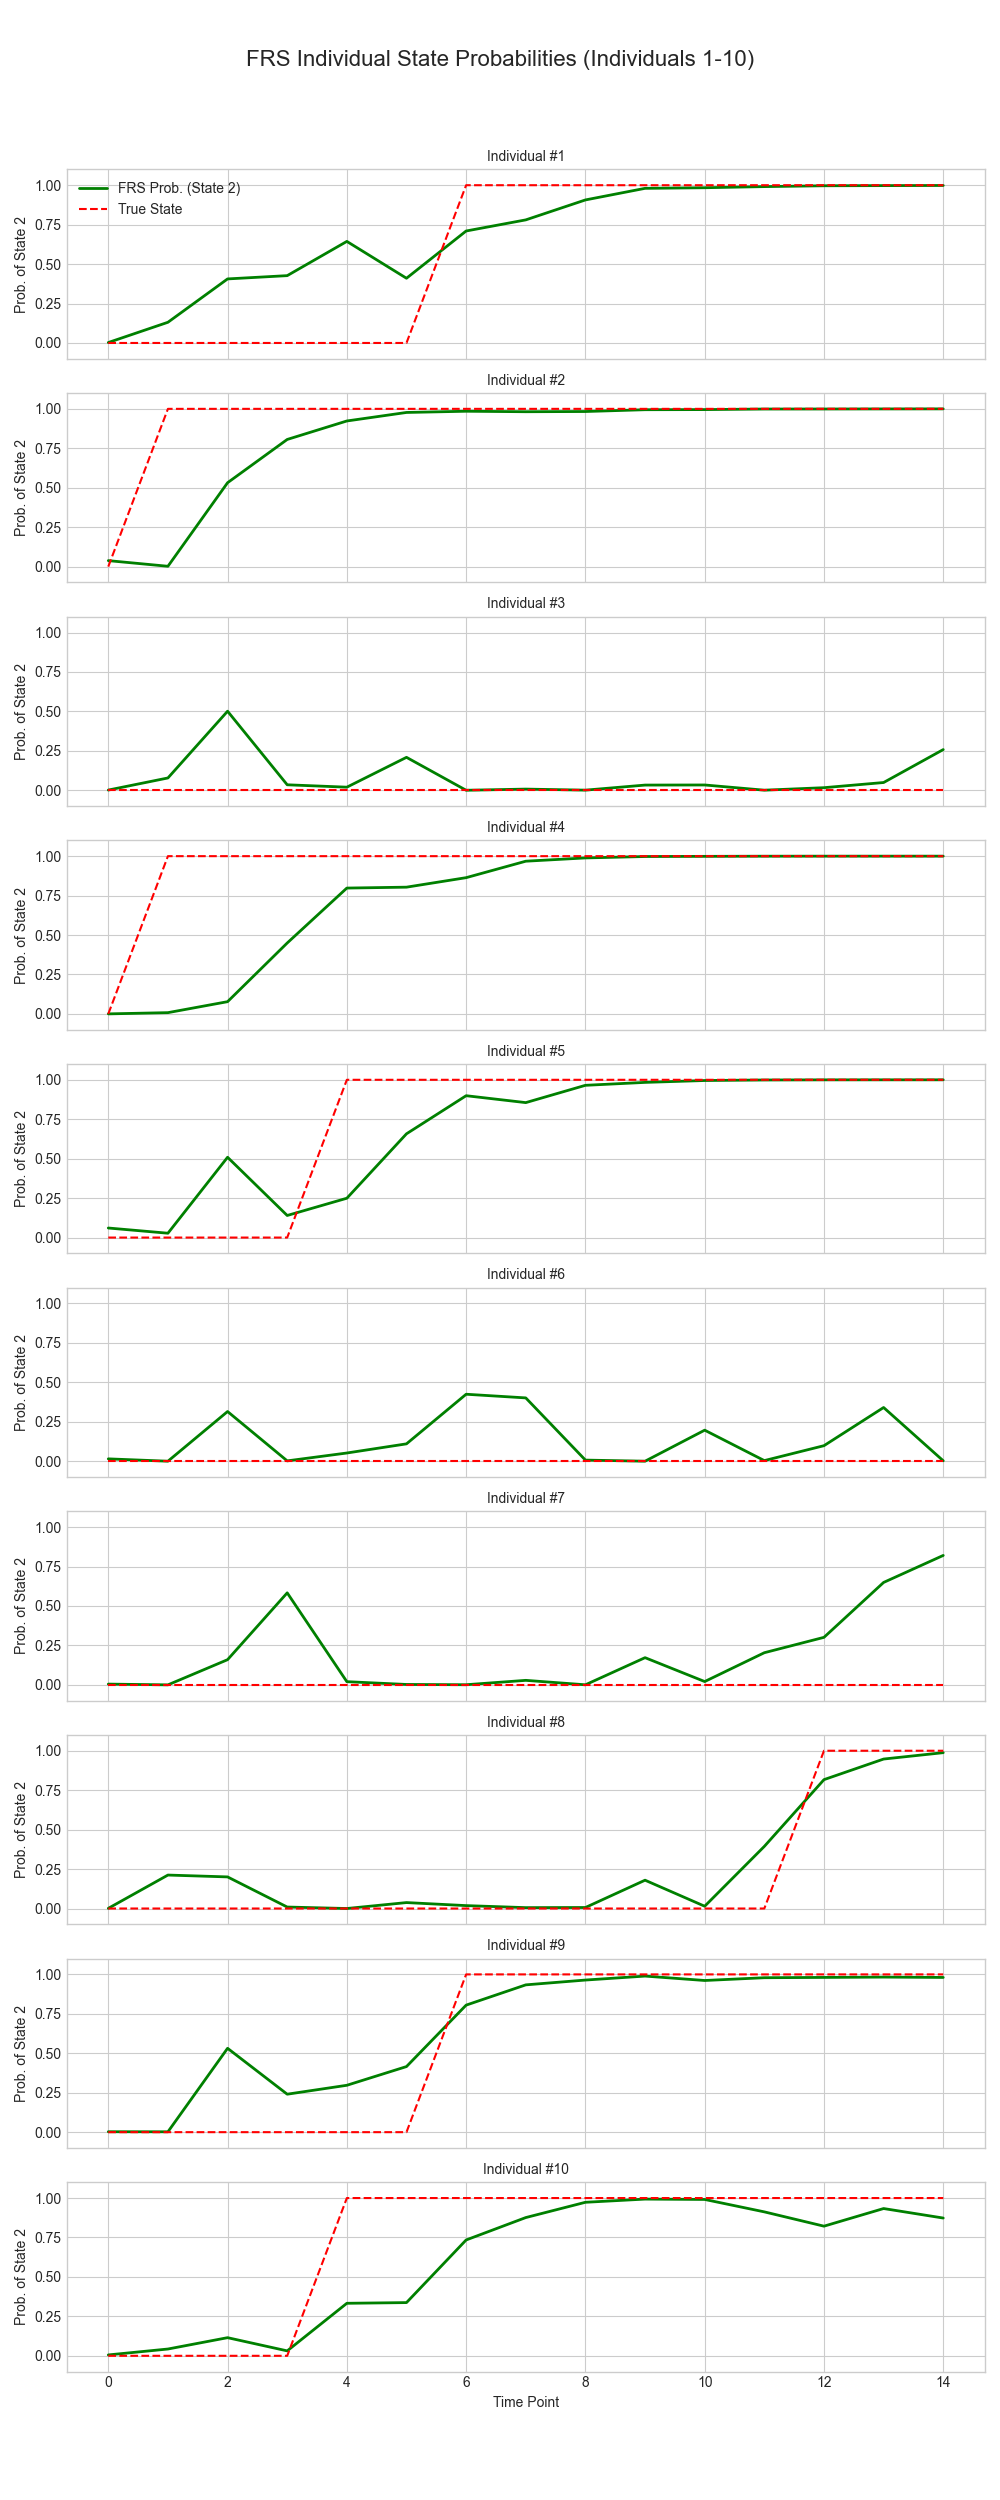 FRS Individual State Probabilities (Individuals 1-10)
Individual #1
FRS Prob. (State 2)
True State
Prob. of State 2
1.00
0.75
0.50
0.25
0.00
Individual #2
Prob. of State 2
1.00
0.75
0.50
0.25
0.00
Individual #3
Prob. of State 2
1.00
0.75
0.50
0.25
0.00
Individual #4
Prob. of State 2
1.00
0.75
0.50
0.25
0.00
Individual #5
Prob. of State 2
1.00
0.75
0.50
0.25
0.00
Individual #6
Prob. of State 2
1.00
0.75
0.50
0.25
0.00
Individual #7
Prob. of State 2
1.00
0.75
0.50
0.25
0.00
Individual #8
Prob. of State 2
1.00
0.75
0.50
0.25
0.00
Individual #9
Prob. of State 2
1.00
0.75
0.50
0.25
0.00
Individual #10
Prob. of State 2
1.00
0.75
0.50
0.25
0.00
0 2 4 6 8 10 12 14
Time Point